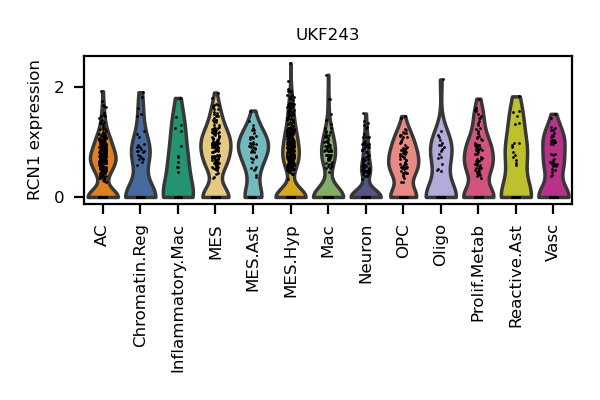 UKF243
RCN1 expression
2
0
AC
Chromatin.Reg
Inflammatory.Mac
MES
MES.Ast
MES.Hyp
Mac
Neuron
OPC
Oligo
Prolif.Metab
Reactive.Ast
Vasc